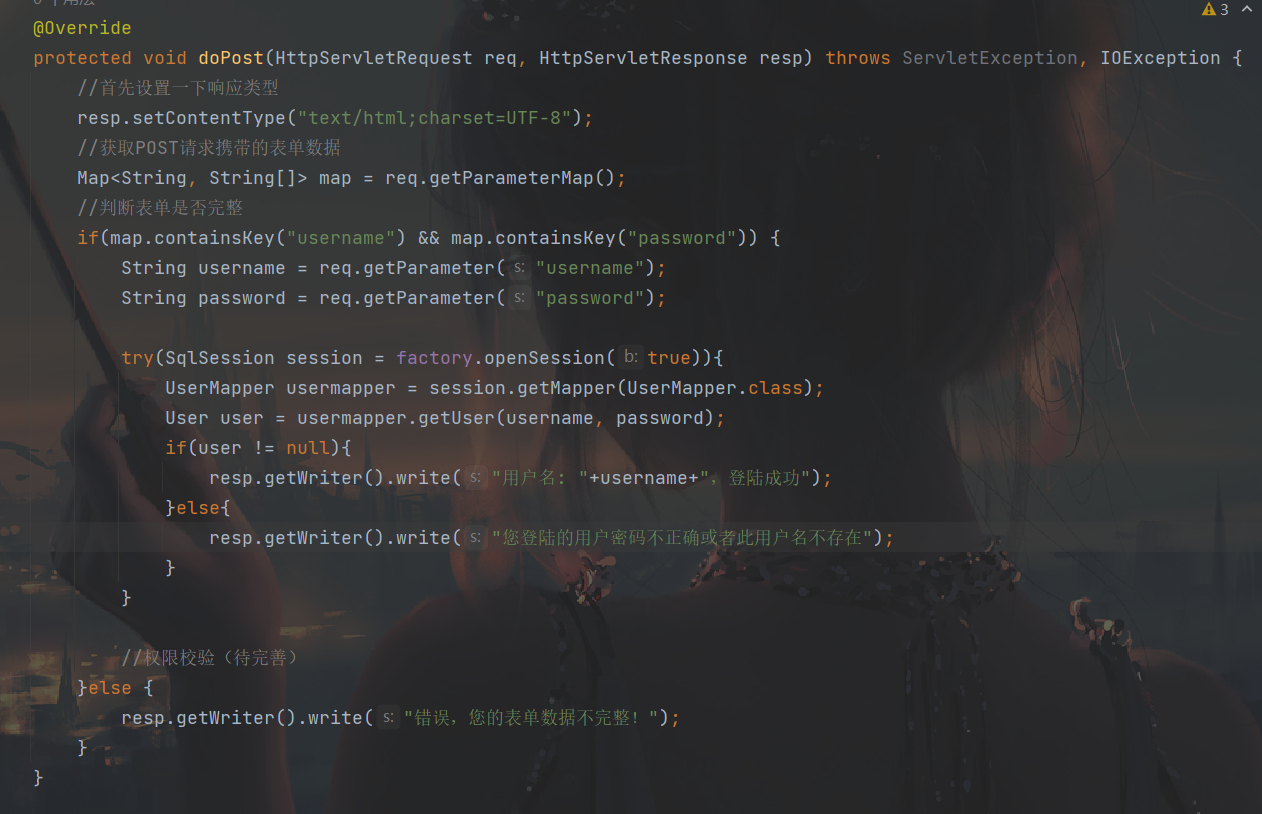 3
@Override
protected void doPost(HttpServletRequest req, HttpServletResponse resp) throws ServletException, IOException {
//首先设置一下响应类型
resp.setContentType("text/html;charset=UTF-8");
//获取POST请求携带的表单数据
Map<String, String[]> map = req.getParameterMap();
//判断表单是否完整
if(map.containsKey("username") && map.containsKey("password")) {
String username = req.getParameter( s: "username");
String password = req.getParameter( s: "password");
try(SqlSession session = factory.openSession( b: true)){
UserMapper usermapper = session.getMapper(UserMapper.class);
User user = usermapper.getUser(username, password);
if(user != null){
resp.getWriter().write( s: "用户名: "+username+", 登陆成功");
}else{
resp.getWriter().write( s: "您登陆的用户密码不正确或者此用户名不存在");
}
}
//权限校验（待完善）
}else {
resp.getWriter().write( s: "错误，您的表单数据不完整！");
}
}